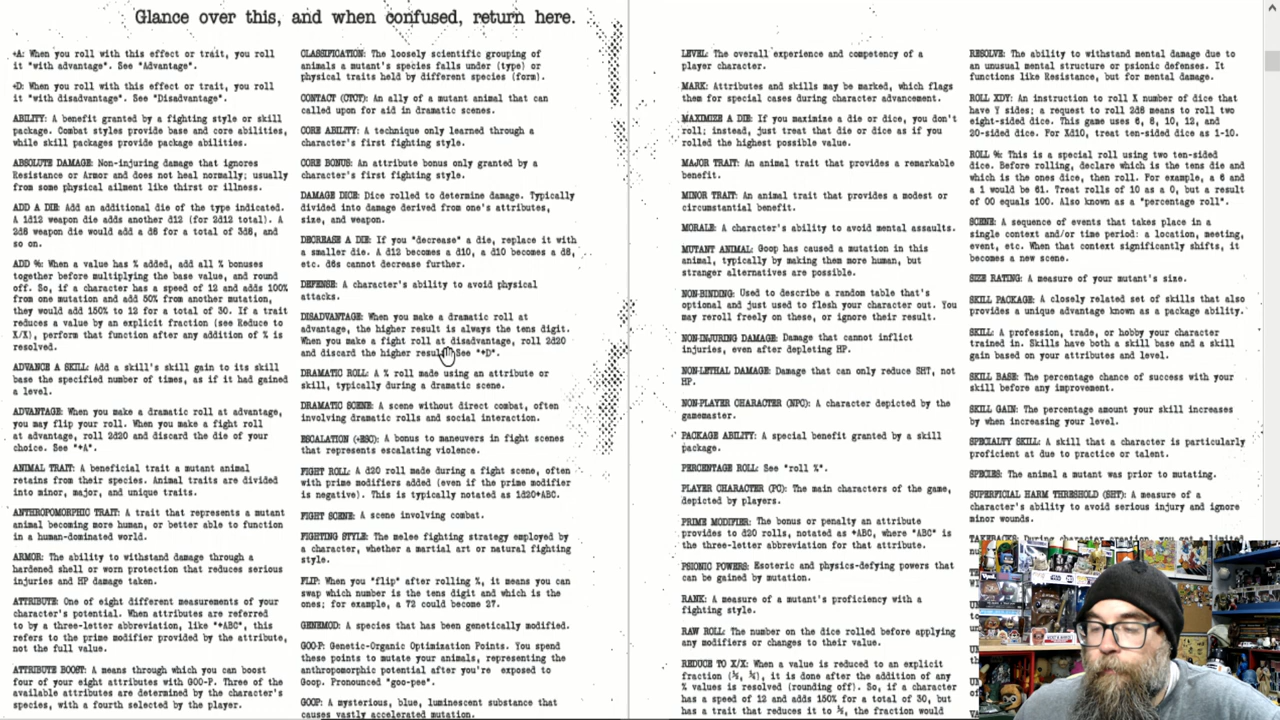 Glance over this, and when confused, return here.
+A: When you roll with this effect or trait, you roll
it "with advantage". See "Advantage".
+D: When you roll with this effect or trait, you roll
it "with disadvantage". See "Disadvantage".
ABILITY: A benefit granted by a fighting style or skill
package. Combat styles provide base and core abilities,
while skill packages provide package abilities.
ABSOLUTE DAMAGE: Non-injuring damage that ignores
Resistance or Armor and does not heal normally; usually
from some physical ailment like thirst or illness.
ADD A DIE: Add an additional die of the type indicated.
A 1d12 weapon die adds another d12 (for 2d12 total). A
2d8 weapon die would add a d8 for a total of 3d8, and
so on.
ADD %: When a value has % added, add all % bonuses
together before multiplying the base value, and round
off. So, if a character has a speed of 12 and adds 100%
from one mutation and add 50% from another mutation,
they would add 150% to 12 for a total of 30. If a trait
reduces a value by an explicit fraction (see Reduce to
X/X), perform that function after any addition of % is
resolved.
ADVANCE A SKILL: Add a skill's skill gain to its skill
base the specified number of times, as if it had gained
a level.
ADVANTAGE: When you make a dramatic roll at advantage,
you may flip your roll. When you make a fight roll
at advantage, roll 2d20 and discard the die of your
choice. See "+A".
ANIMAL TRAIT: A beneficial trait a mutant animal
retains from their species. Animal traits are divided
into minor, major, and unique traits.
ANTHROPOMORPHIC TRAIT: A trait that represents a mutant
animal becoming more human, or better able to function
in a human-dominated world.
ARMOR: The ability to withstand damage through a
hardened shell or worn protection that reduces serious
injuries and HP damage taken.
ATTRIBUTE: One of eight different measurements of your
character's potential. When attributes are referred
to by a three-letter abbreviation, like "+ABC", this
refers to the prime modifier provided by the attribute,
not the full value.
ATTRIBUTE BOOST: A means through which you can boost
four of your eight attributes with GOO-P. Three of the
available attributes are determined by the character's
species, with a fourth selected by the player.
CLASSIFICATION: The loosely scientific grouping of
animals a mutant's species falls under (type) or
physical traits held by different species (form).
CONTACT (CTCT): An ally of a mutant animal that can
called upon for aid in dramatic scenes.
CORE ABILITY: A technique only learned through a
character's first fighting style.
CORE BONUS: An attribute bonus only granted by a
character's first fighting style.
DAMAGE DICE: Dice rolled to determine damage. Typically
divided into damage derived from one's attributes,
size, and weapon.
DECREASE A DIE: If you "decrease" a die, replace it with
a smaller die. A d12 becomes a d10, a d10 becomes a d8,
etc. d6s cannot decrease further.
DEFENSE: A character's ability to avoid physical
attacks.
DISADVANTAGE: When you make a dramatic roll at
advantage, the higher result is always the tens digit.
When you make a fight roll at disadvantage, roll 2d20
and discard the higher result. See "+D".
DRAMATIC ROLL: A % roll made using an attribute or
skill, typically during a dramatic scene.
DRAMATIC SCENE: A scene without direct combat, often
involving dramatic rolls and social interaction.
ESCALATION (+ESC): A bonus to maneuvers in fight scenes
that represents escalating violence.
FIGHT ROLL: A d20 roll made during a fight scene, often
with prime modifiers added (even if the prime modifier
is negative). This is typically notated as 1d20+ABC.
FIGHT SCENE: A scene involving combat.
FIGHTING STYLE: The melee fighting strategy employed by
a character, whether a martial art or natural fighting
style.
FLIP: When you "flip" after rolling %, it means you can
swap which number is the tens digit and which is the
ones; for example, a 72 could become 27.
GENEMOD: A species that has been genetically modified.
GOO-P: Genetic-Organic Optimization Points. You spend
these points to mutate your animals, representing the
anthropomorphic potential after you're exposed to
Goop. Pronounced "goo-pee".
GOOP: A mysterious, blue, luminescent substance that
causes vastly accelerated mutation.
LEVEL: The overall experience and competency of a
player character.
MARK: Attributes and skills may be marked, which flags
them for special cases during character advancement.
MAXIMIZE A DIE: If you maximize a die or dice, you don't
roll; instead, just treat that die or dice as if you
rolled the highest possible value.
MAJOR TRAIT: An animal trait that provides a remarkable
benefit.
MINOR TRAIT: An animal trait that provides a modest or
circumstantial benefit.
MORALE: A character's ability to avoid mental assaults.
MUTANT ANIMAL: Goop has caused a mutation in this
animal, typically by making them more human, but
stranger alternatives are possible.
NON-BINDING: Used to describe a random table that's
optional and just used to flesh your character out. You
may reroll freely on these, or ignore their result.
NON-INJURING DAMAGE: Damage that cannot inflict
injuries, even after depleting HP.
NON-LETHAL DAMAGE: Damage that can only reduce SHT, not
HP.
NON-PLAYER CHARACTER (NPC): A character depicted by the
gamemaster.
PACKAGE ABILITY: A special benefit granted by a skill
package.
PERCENTAGE ROLL: See "roll %".
PLAYER CHARACTER (PC): The main characters of the game,
depicted by players.
PRIME MODIFIER: The bonus or penalty an attribute
provides to d20 rolls, notated as +ABC, where "ABC" is
the three-letter abbreviation for that attribute.
PSIONIC POWERS: Esoteric and physics-defying powers that
can be gained by mutation.
RANK: A measure of a mutant's proficiency with a
fighting style.
RAW ROLL: The number on the dice rolled before applying
any modifiers or changes to their value.
REDUCE TO X/X: When a value is reduced to an explicit
fraction (½, ¼), it is done after the addition of any
% values is resolved (rounding off). So, if a character
has a speed of 12 and adds 150% for a total of 30, but
has a trait that reduces it to ½, the fraction would
RESOLVE: The ability to withstand mental damage due to
an unusual mental structure or psionic defenses. It
functions like Resistance, but for mental damage.
ROLL XDY: An instruction to roll X number of dice that
have Y sides; a request to roll 2d8 means to roll two
eight-sided dice. This game uses 6, 8, 10, 12, and
20-sided dice. For Xd10, treat ten-sided dice as 1-10.
ROLL %: This is a special roll using two ten-sided
dice. Before rolling, declare which is the tens die and
which is the ones dice, then roll. For example, a 6 and
a 1 would be 61. Treat rolls of 10 as a 0, but a result
of 00 equals 100. Also known as a "percentage roll".
SCENE: A sequence of events that takes place in a
single context and/or time period: a location, meeting,
event, etc. When that context significantly shifts, it
becomes a new scene.
SIZE RATING: A measure of your mutant's size.
SKILL PACKAGE: A closely related set of skills that also
provides a unique advantage known as a package ability.
SKILL: A profession, trade, or hobby your character
trained in. Skills have both a skill base and a skill
gain based on your attributes and level.
SKILL BASE: The percentage chance of success with your
skill before any improvement.
SKILL GAIN: The percentage amount your skill increases
by when increasing your level.
SPECIALTY SKILL: A skill that a character is particularly
proficient at due to practice or talent.
SPECIES: The animal a mutant was prior to mutating.
SUPERFICIAL HARM THRESHOLD (SHT): A measure of a
character's ability to avoid serious injury and ignore
minor wounds.